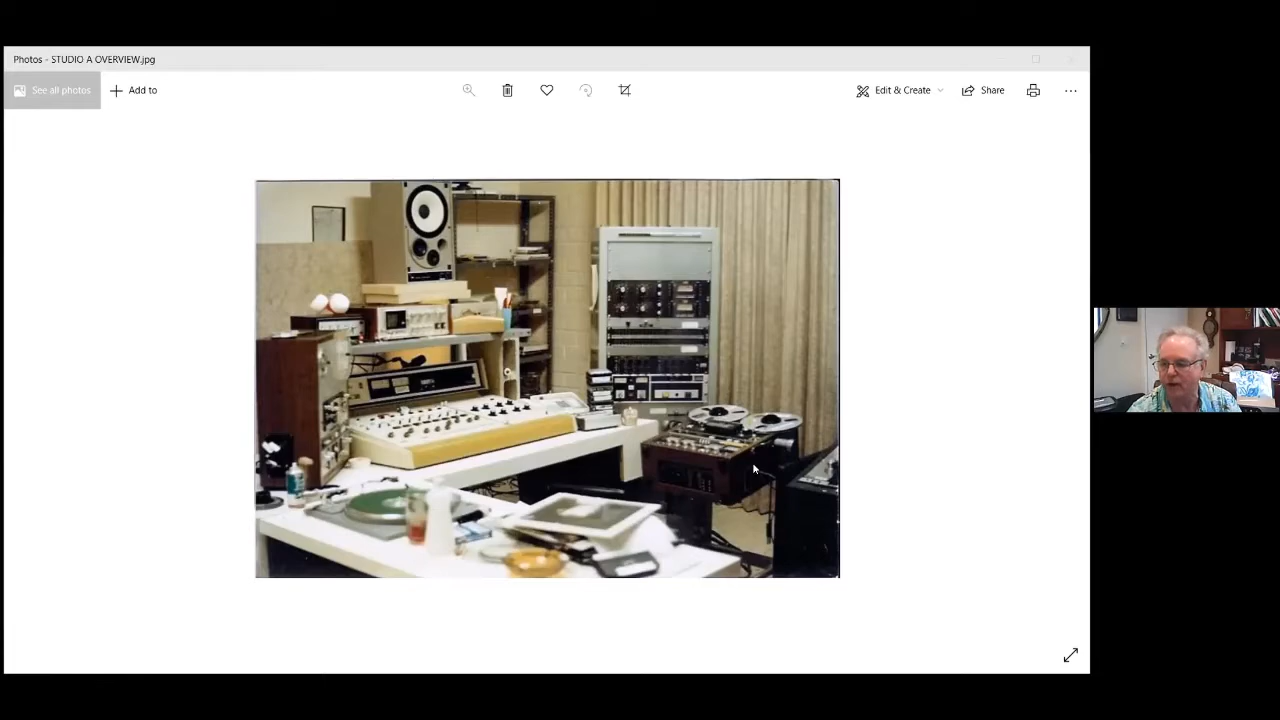 Photos - STUDIO A OVERVIEW.jpg
See all photos
Add to
Edit & Create
Share